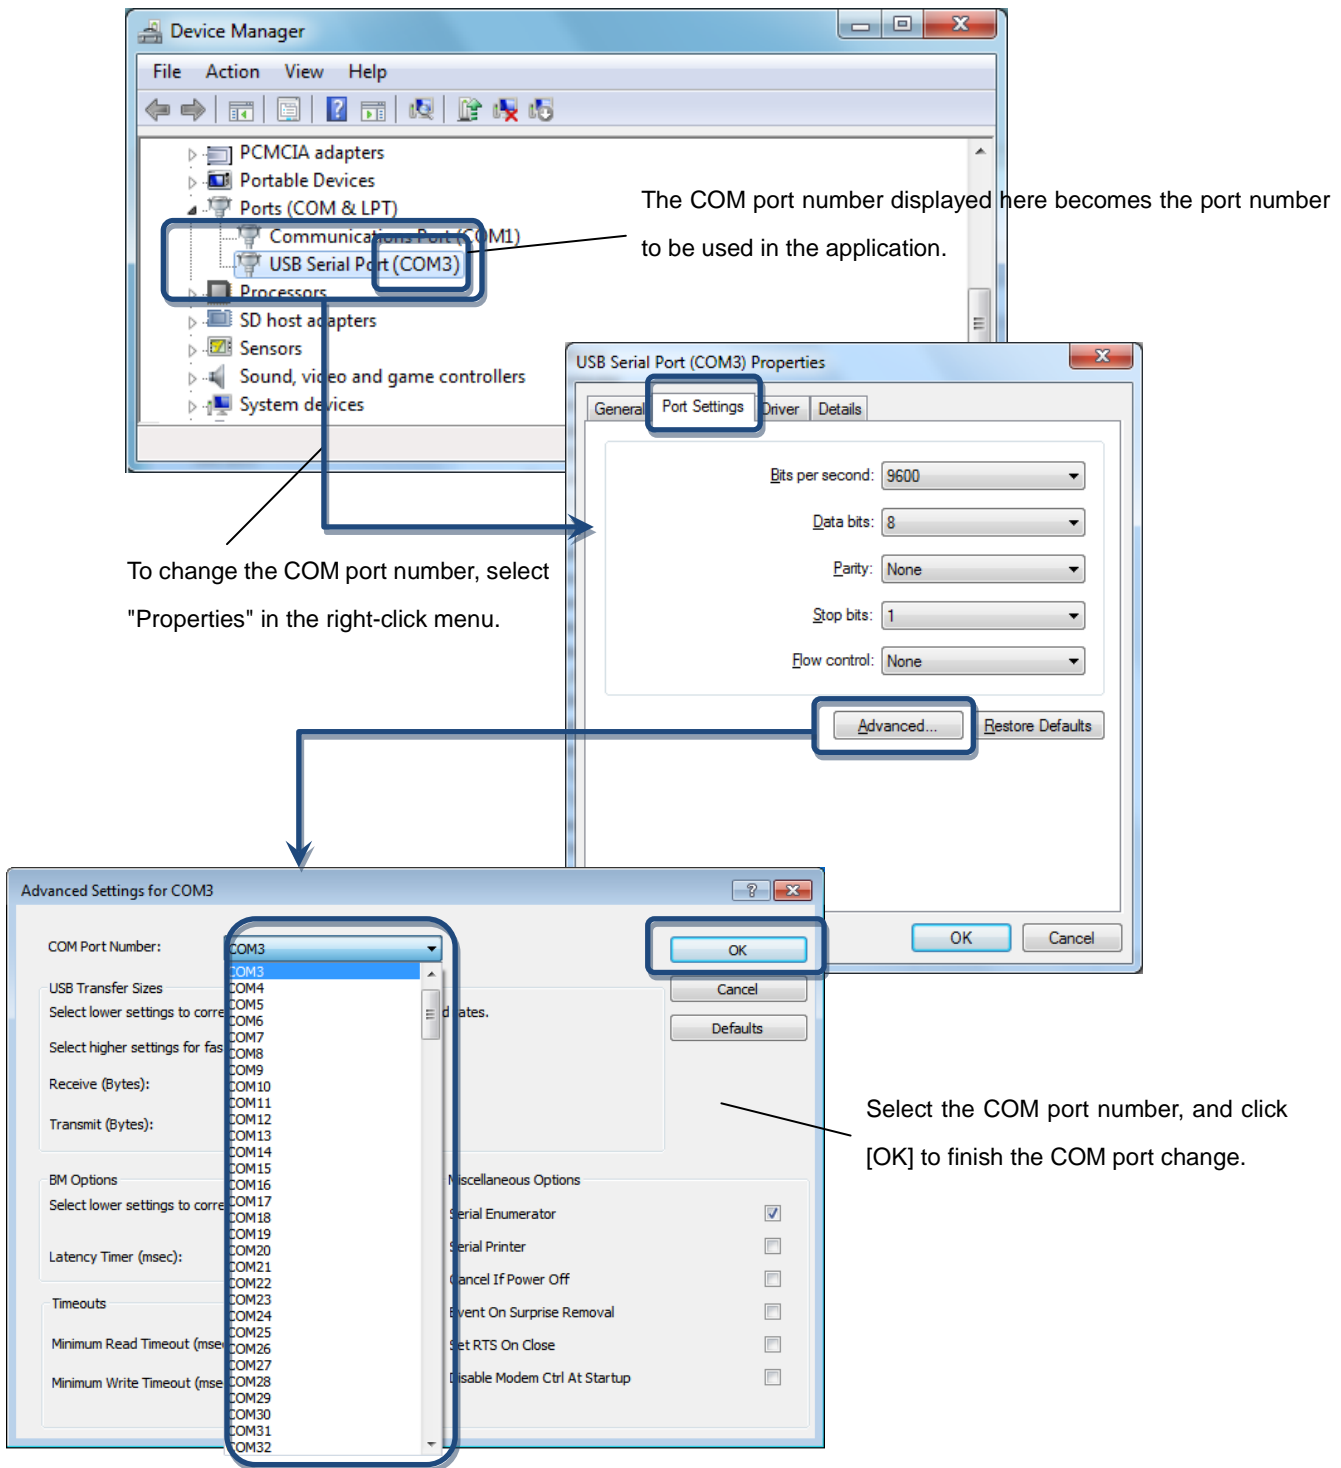 Device Manager
File Action View Help
PCMCIA adapters
Portable Devices
Ports (COM & LPT)
Communications Port (COM1)
USB Serial Port (COM3)
Processors
SD host adapters
Sensors
Sound, video and game controllers
System devices
The COM port number displayed here becomes the port number
to be used in the application.
To change the COM port number, select
"Properties" in the right-click menu.
USB Serial Port (COM3) Properties
General Port Settings Driver Details
Bits per second: 9600
Data bits: 8
Parity: None
Stop bits: 1
Flow control: None
Advanced... Restore Defaults
OK Cancel
Advanced Settings for COM3
COM Port Number: COM3
OK
Cancel
Defaults
USB Transfer Sizes
Select lower settings to corre
Select higher settings for fas
Receive (Bytes):
Transmit (Bytes):
BM Options
Select lower settings to corre
Latency Timer (msec):
Timeouts
Minimum Read Timeout (mse
Minimum Write Timeout (mse
COM3
COM4
COM5
COM6
COM7
COM8
COM9
COM10
COM11
COM12
COM13
COM14
COM15
COM16
COM17
COM18
COM19
COM20
COM21
COM22
COM23
COM24
COM25
COM26
COM27
COM28
COM29
COM30
COM31
COM32
Miscellaneous Options
Serial Enumerator
Serial Printer
Cancel If Power Off
Event On Surprise Removal
Set RTS On Close
Disable Modem Ctrl At Startup
Select the COM port number, and click
[OK] to finish the COM port change.